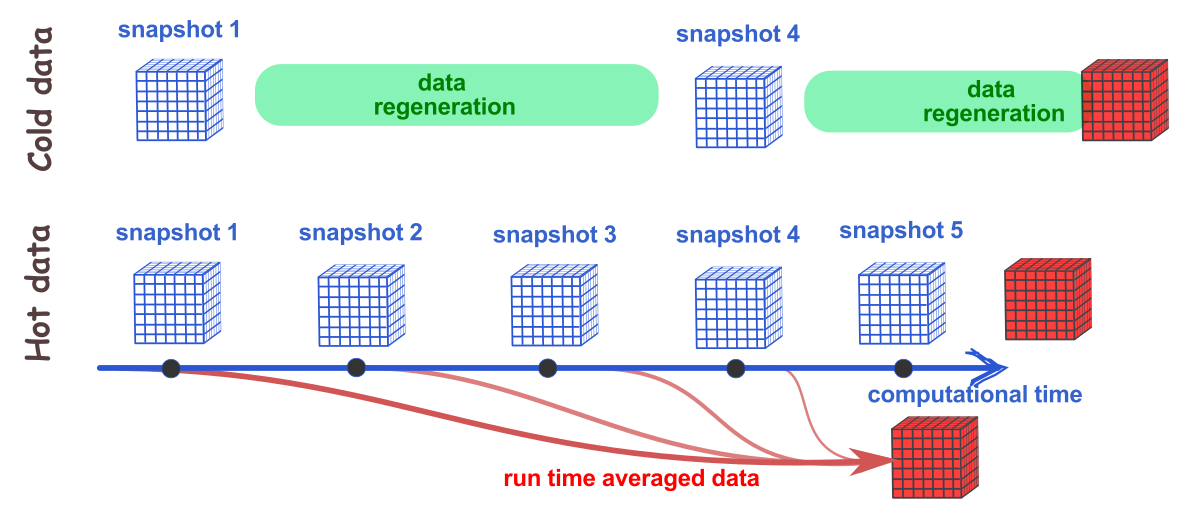 Cold data
snapshot 1
snapshot 4
data
regeneration
data
regeneration
Hot data
snapshot 1
snapshot 2
snapshot 3
snapshot 4
snapshot 5
computational time
run time averaged data